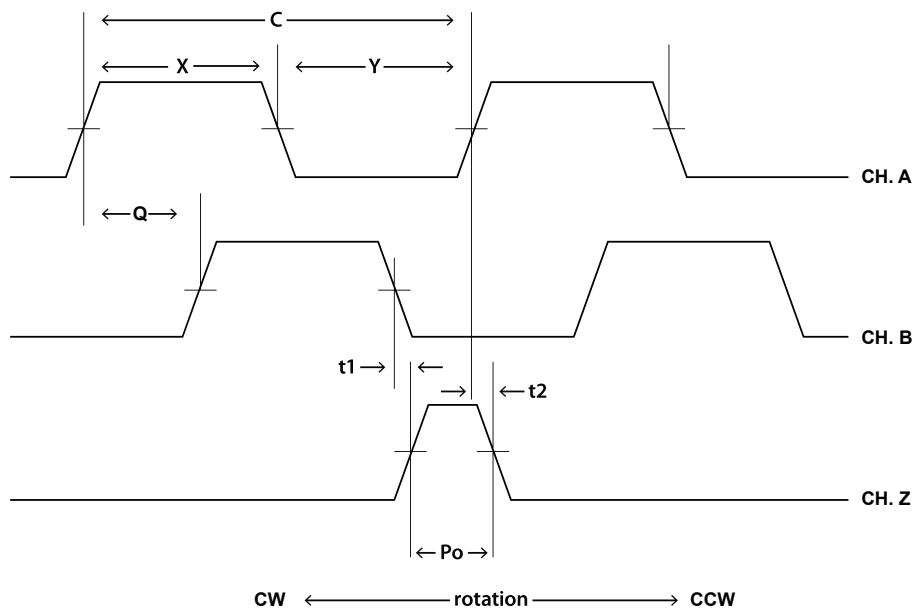 C
X
Y
CH. A
Q
CH. B
t1
t2
CH. Z
Po
CW rotation CCW